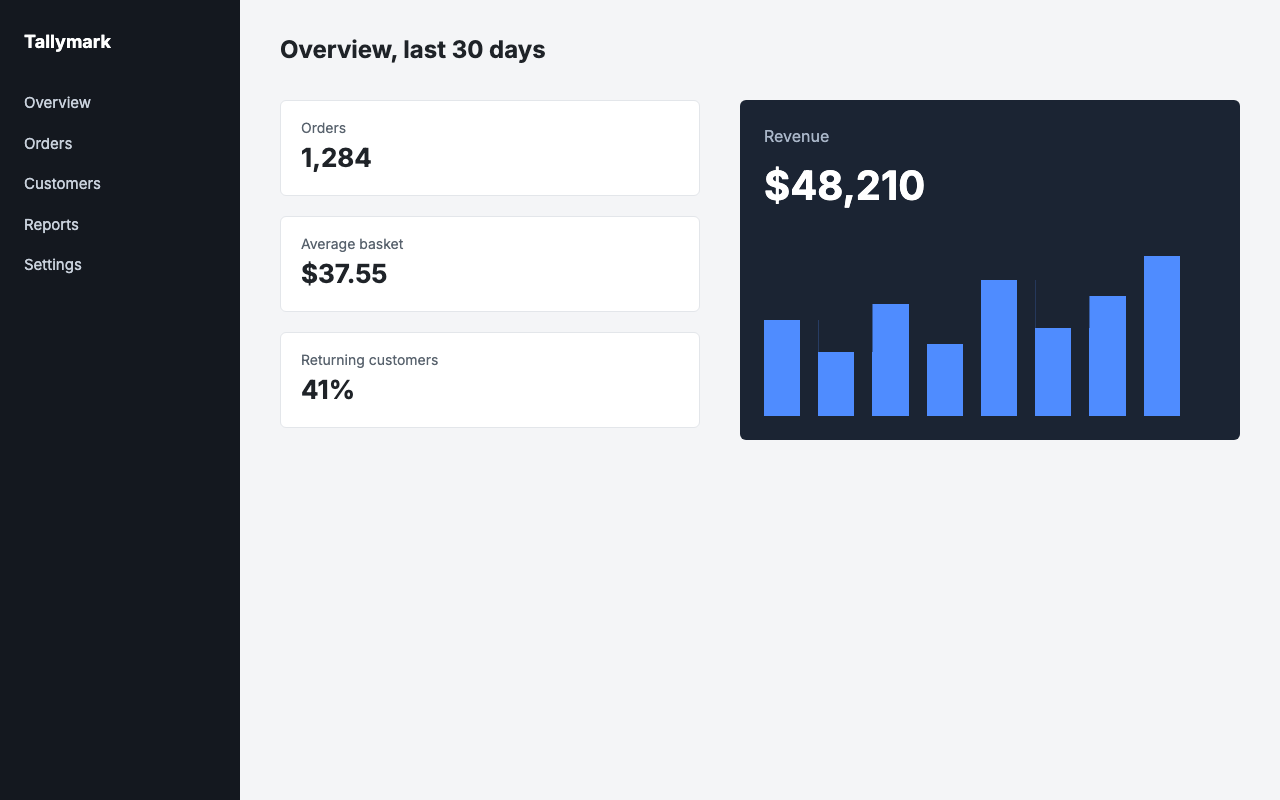 Tallymark
Overview
Orders
Customers
Reports
Settings
Overview, last 30 days
Orders
1,284
Average basket
$37.55
Returning customers
41%
Revenue
$48,210